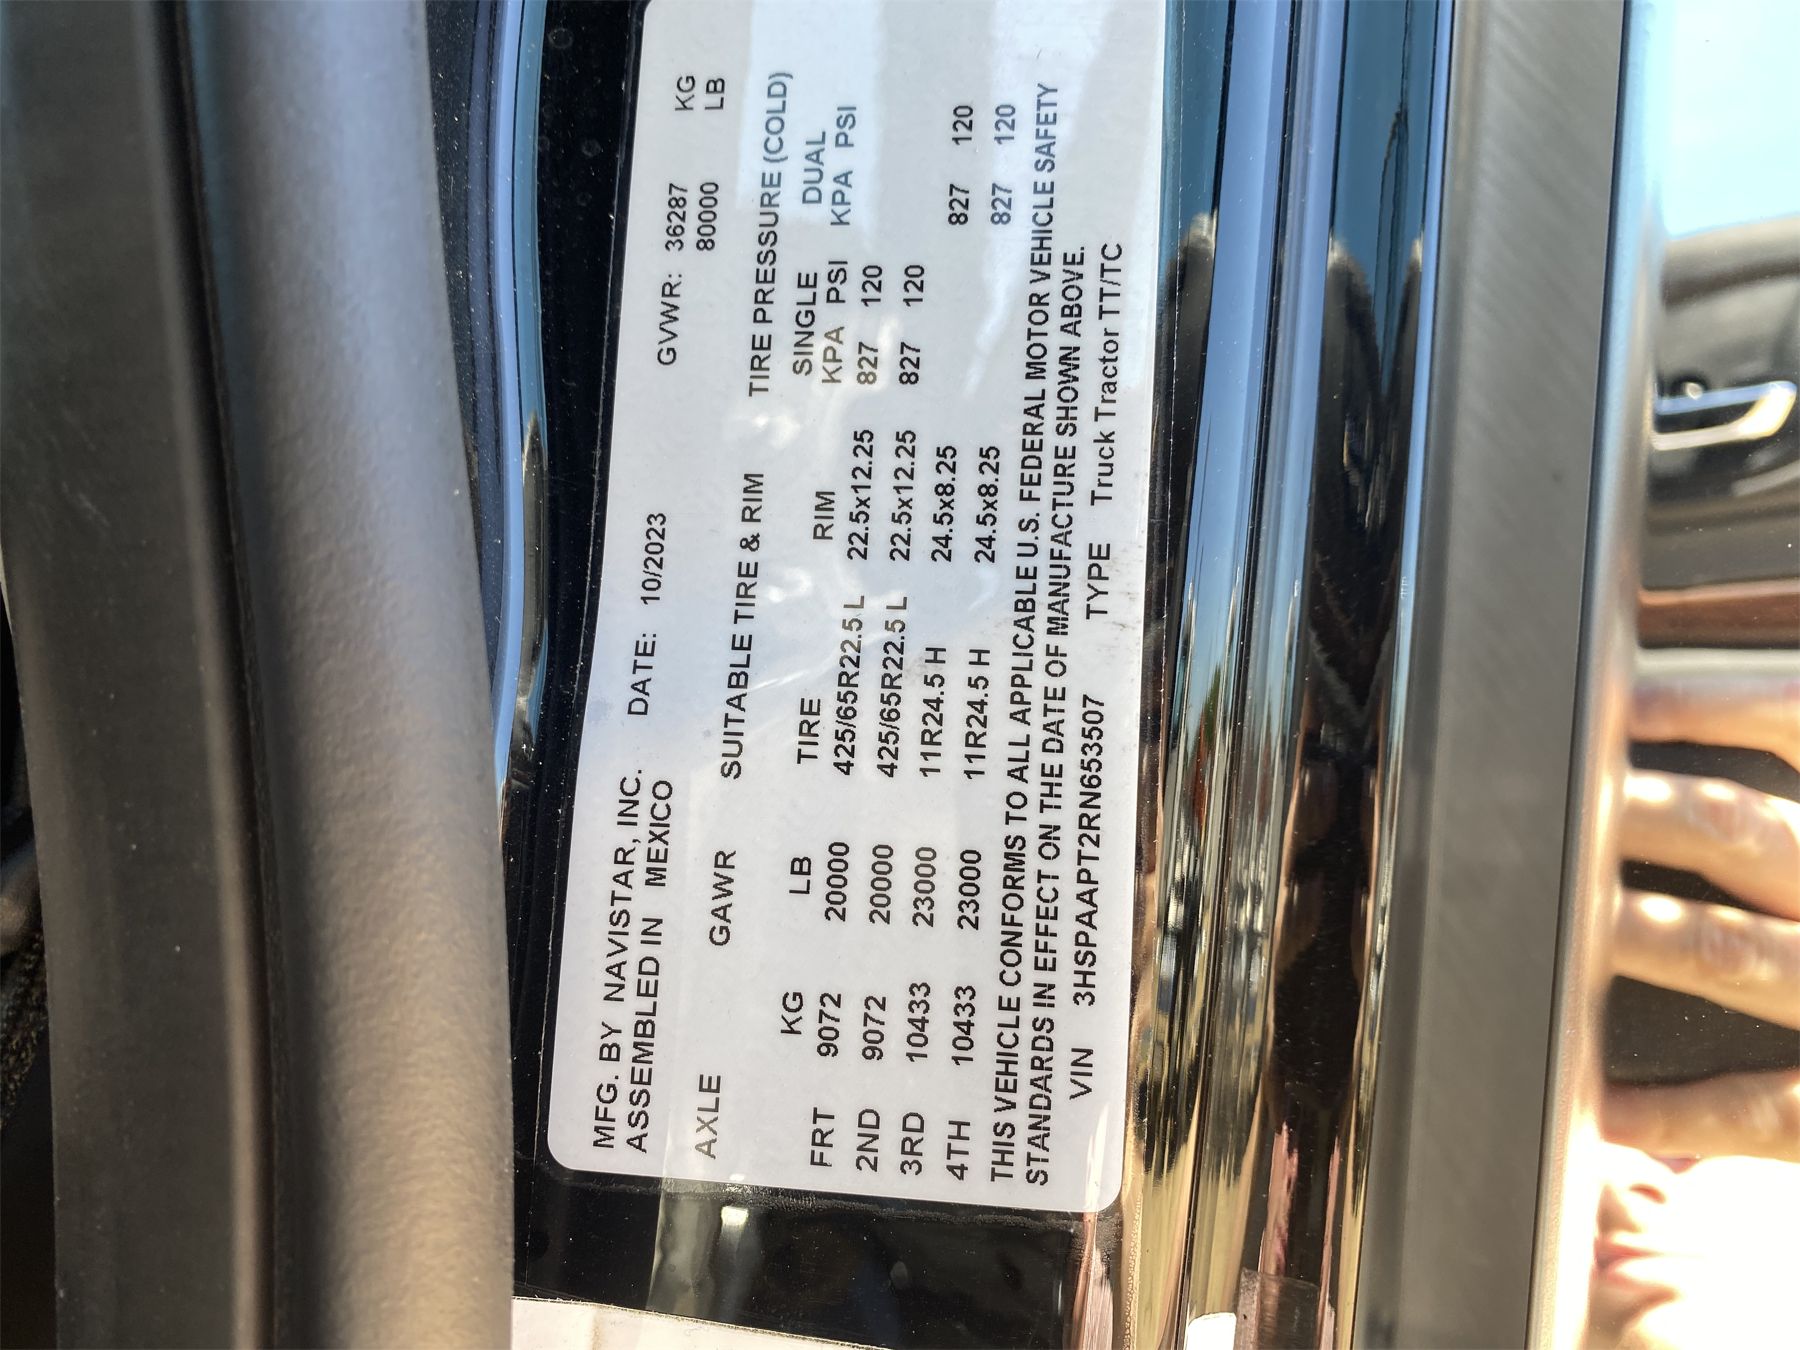 MFG. BY NAVISTAR, INC. DATE: 10/2023 GVWR: 36287 KG
ASSEMBLED IN MEXICO 80000 LB
AXLE GAWR SUITABLE TIRE & RIM TIRE PRESSURE (COLD)
SINGLE DUAL
KG LB TIRE RIM KPA PSI KPA PSI
FRT 9072 20000 425/65R22.5 L 22.5x12.25 827 120
2ND 9072 20000 425/65R22.5 L 22.5x12.25 827 120
3RD 10433 23000 11R24.5 H 24.5x8.25 827 120
4TH 10433 23000 11R24.5 H 24.5x8.25 827 120
THIS VEHICLE CONFORMS TO ALL APPLICABLE U.S. FEDERAL MOTOR VEHICLE SAFETY
STANDARDS IN EFFECT ON THE DATE OF MANUFACTURE SHOWN ABOVE.
VIN 3HSPAAPT2RN653507 TYPE Truck Tractor TT/TC